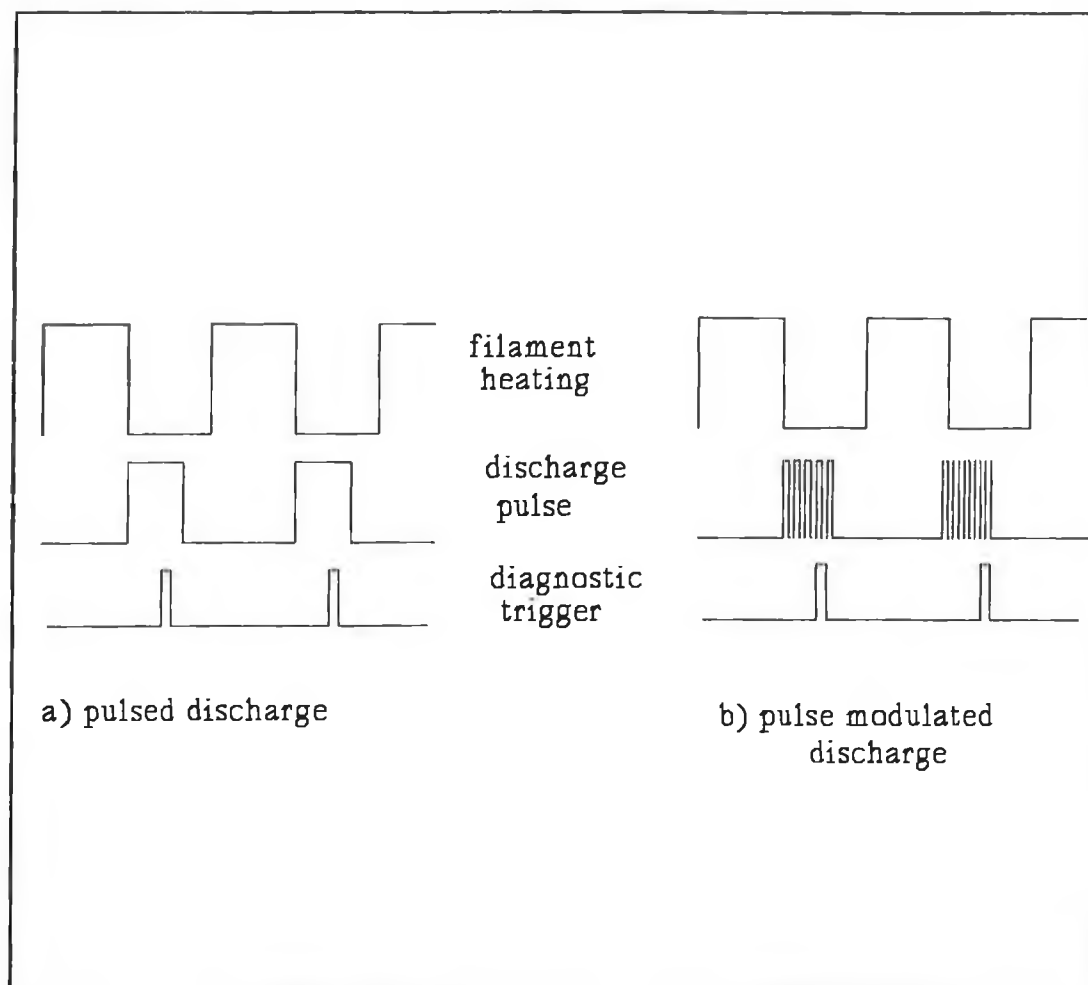 filament
heating
discharge
pulse
diagnostic
trigger
a) pulsed discharge
b) pulse modulated
discharge